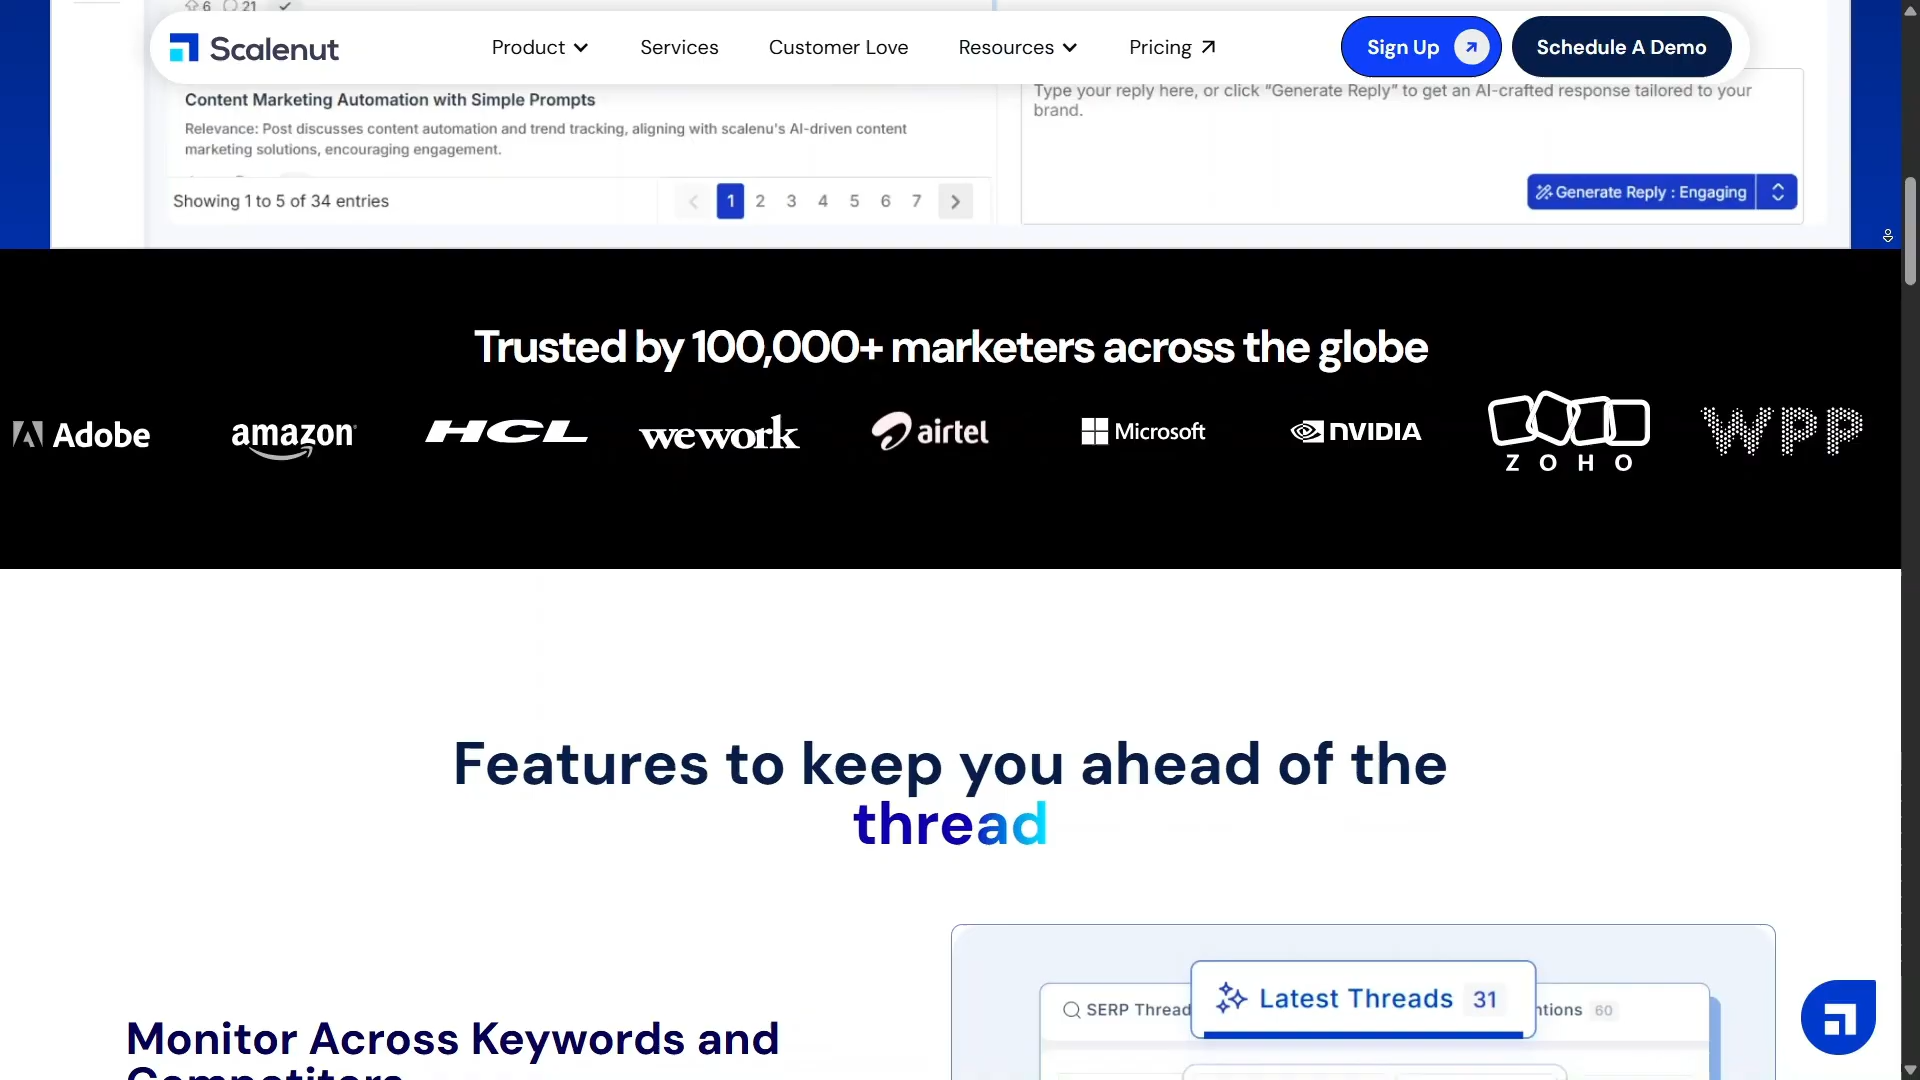 6 21
Scalenut
Product
Services
Customer Love
Resources
Pricing
Sign Up
Schedule A Demo
Content Marketing Automation with Simple Prompts
Relevance: Post discusses content automation and trend tracking, aligning with scalenu's AI-driven content
marketing solutions, encouraging engagement.
Showing 1 to 5 of 34 entries
1 2 3 4 5 6 7
Type your reply here, or click “Generate Reply” to get an AI-crafted response tailored to your
brand.
Generate Reply : Engaging
Trusted by 100,000+ marketers across the globe
Adobe
amazon
HCL
wework
airtel
Microsoft
NVIDIA
ZOHO
WPP
Features to keep you ahead of the
thread
SERP Thread
Latest Threads 31
ntions 60
Monitor Across Keywords and
Competitors